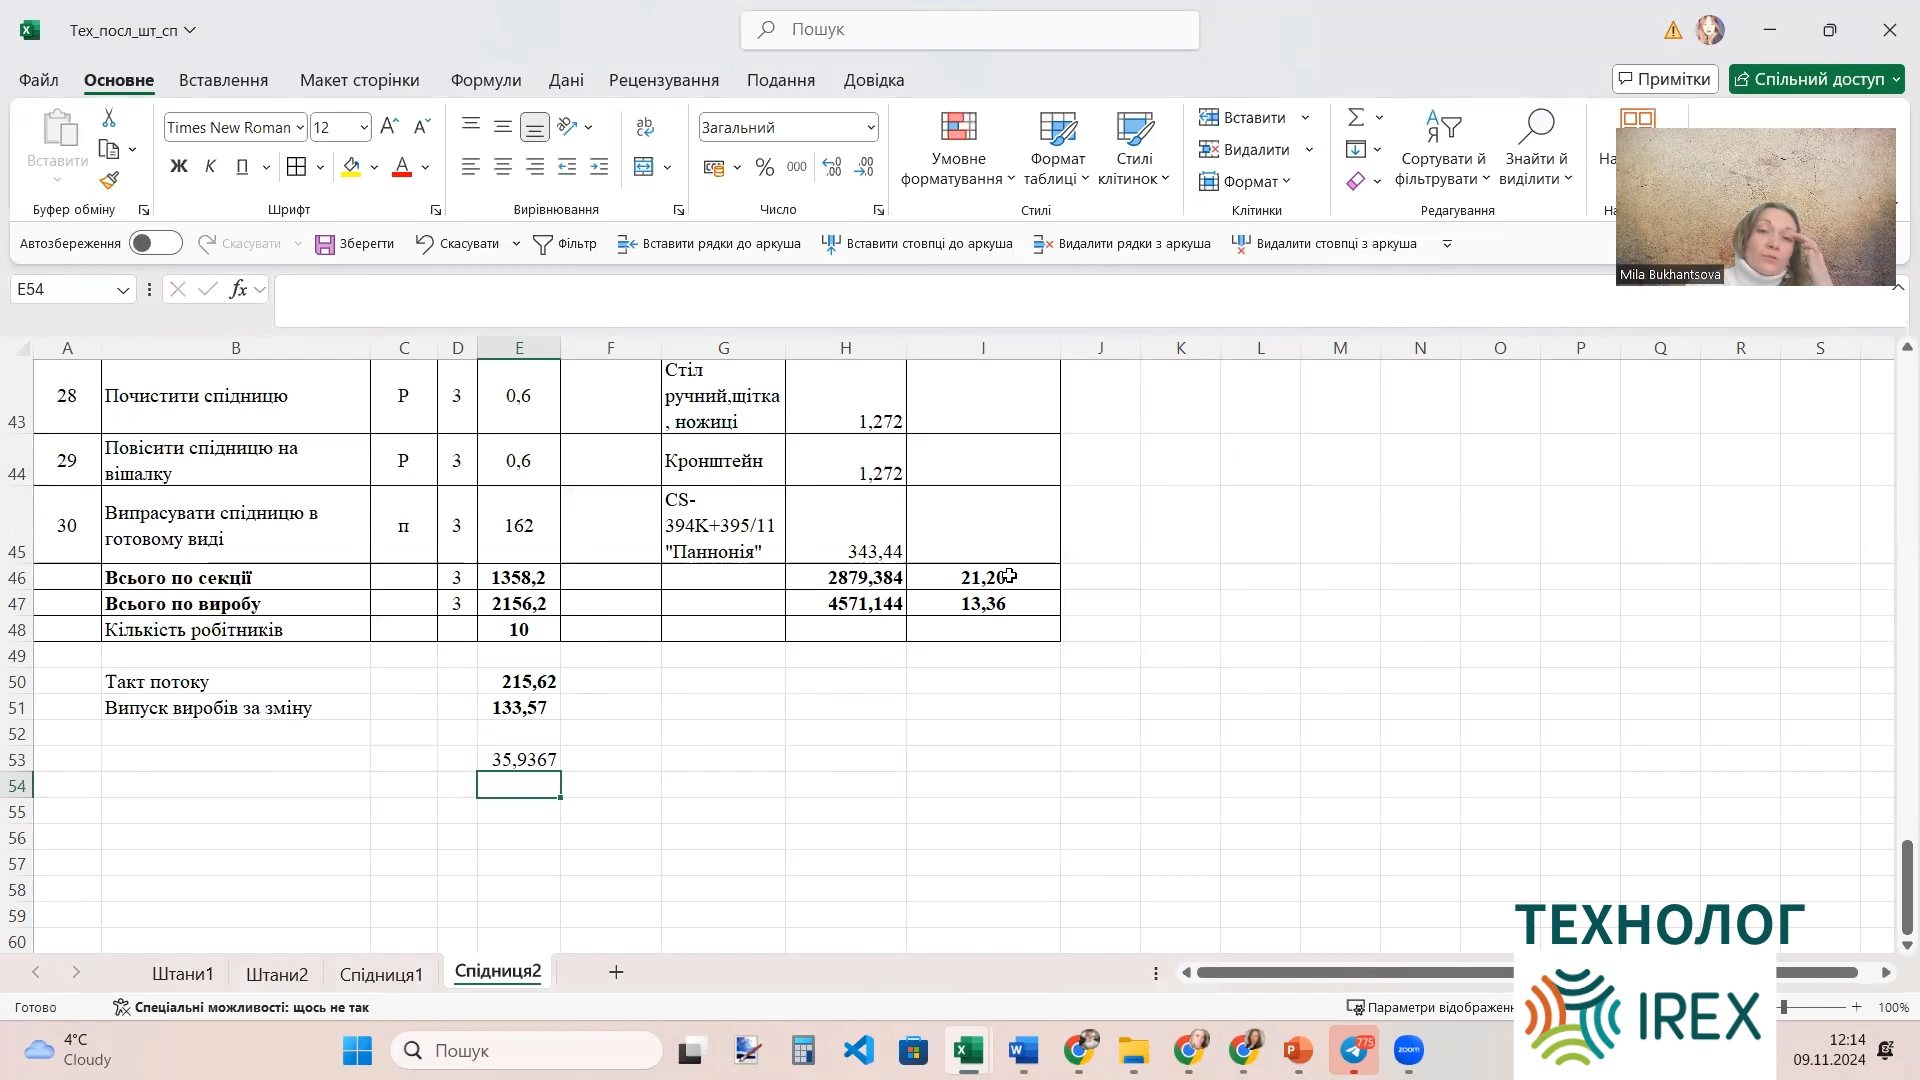 Тех_посл_шт_сп
Пошук
Файл Основне Вставлення Макет сторінки Формули Дані Рецензування Подання Довідка
Примітки Спільний доступ
Вставити
Буфер обміну
Times New Roman 12
Ж К П
Шрифт
Вирівнювання
Загальний
% 000
Число
Умовне форматування
Формат таблиці
Стилі клітинок
Стилі
Вставити
Видалити
Формат
Клітинки
Сортувати й фільтрувати
Знайти й виділити
Редагування
На
На
Автозбереження Скасувати Зберегти Скасувати Фільтр Вставити рядки до аркуша Вставити стовпці до аркуша Видалити рядки з аркуша Видалити стовпці з аркуша
Mila Bukhantsova
E54 fx
A B C D E F G H I J K L M N O P Q R S
43 28 Почистити спідницю Р 3 0,6 Стіл ручний,щітка, ножиці 1,272
44 29 Повісити спідницю на вішалку Р 3 0,6 Кронштейн 1,272
45 30 Випрасувати спідницю в готовому виді п 3 162 CS-394K+395/11 "Паннонія" 343,44
46 Всього по секції 3 1358,2 2879,384 21,20
47 Всього по виробу 3 2156,2 4571,144 13,36
48 Кількість робітників 10
49
50 Такт потоку 215,62
51 Випуск виробів за зміну 133,57
52
53 35,9367
54
55
56
57
58
59
60
ТЕХНОЛОГ
IREX
Штани1 Штани2 Спідниця1 Спідниця2
Готово Спеціальні можливості: щось не так Параметри відображен 100%
4°C
Cloudy
Пошук
775
zoom
12:14
09.11.2024